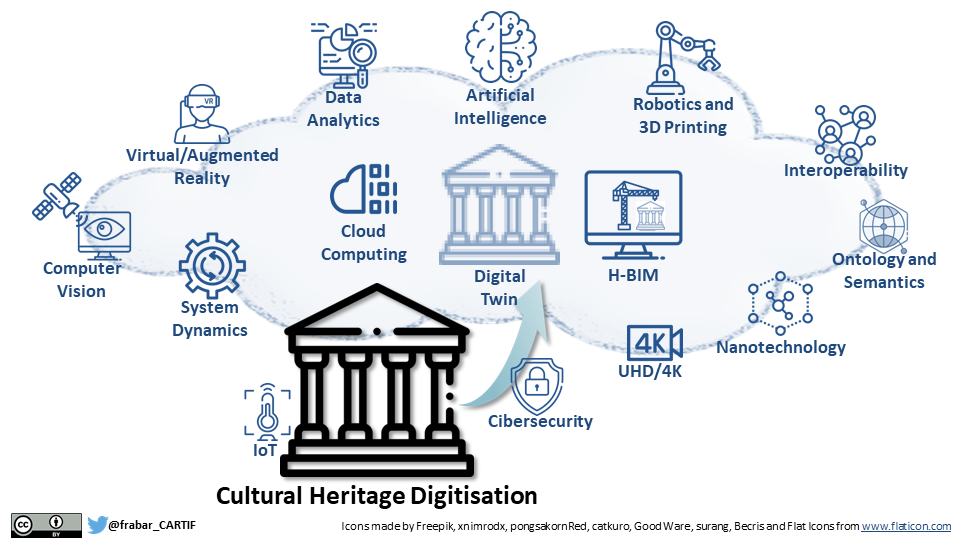 Data
Analytics
Artificial
Intelligence
Robotics and
3D Printing
VR
Virtual/Augmented
Reality
Interoperability
Cloud
Computing
Computer
Vision
System
Dynamics
Digital
Twin
H-BIM
Ontology and
Semantics
Nanotechnology
4K
UHD/4K
Cibersecurity
IoT
Cultural Heritage Digitisation
cc
BY
@frabar_CARTIF
Icons made by Freepik, xnimrodx, pongsakornRed, catkuro, Good Ware, surang, Becris and Flat Icons from www.flaticon.com